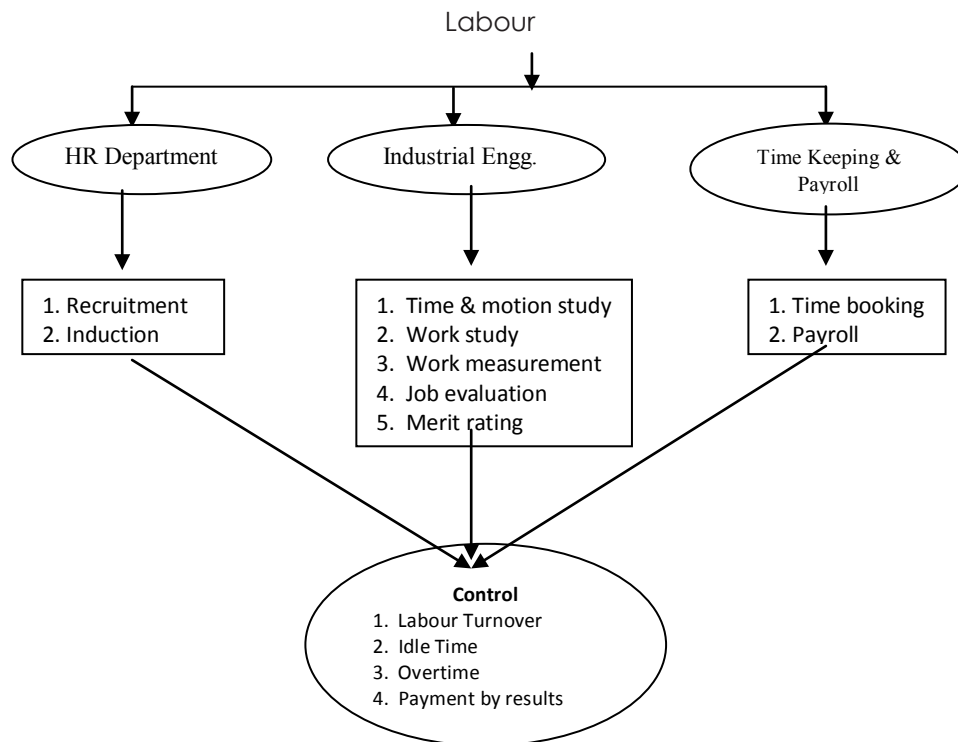 Labour
HR Department
Industrial Engg.
Time Keeping &
Payroll
1. Recruitment
2. Induction
1. Time & motion study
2. Work study
3. Work measurement
4. Job evaluation
5. Merit rating
1. Time booking
2. Payroll
Control
1. Labour Turnover
2. Idle Time
3. Overtime
4. Payment by results